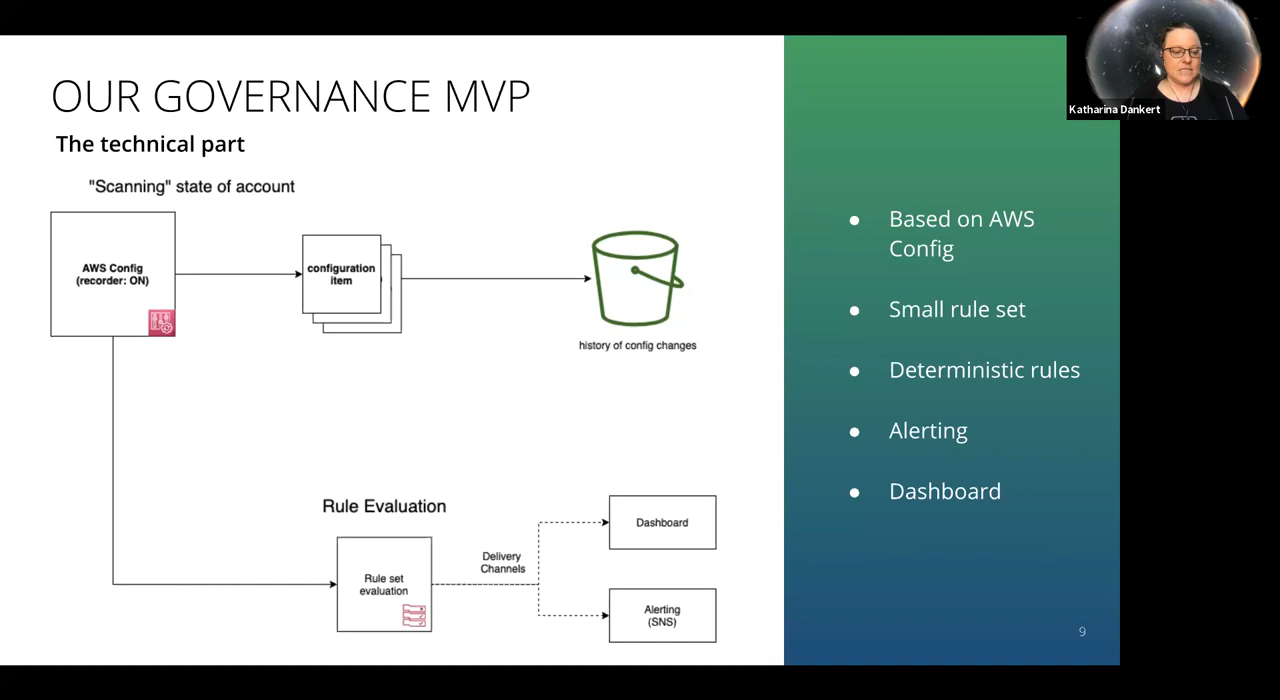 OUR GOVERNANCE MVP
The technical part
"Scanning" state of account
AWS Config
(recorder: ON)
configuration
item
history of config changes
Rule Evaluation
Rule set
evaluation
Delivery
Channels
Dashboard
Alerting
(SNS)
● Based on AWS
Config
● Small rule set
● Deterministic rules
● Alerting
● Dashboard
9
Katharina Dankert